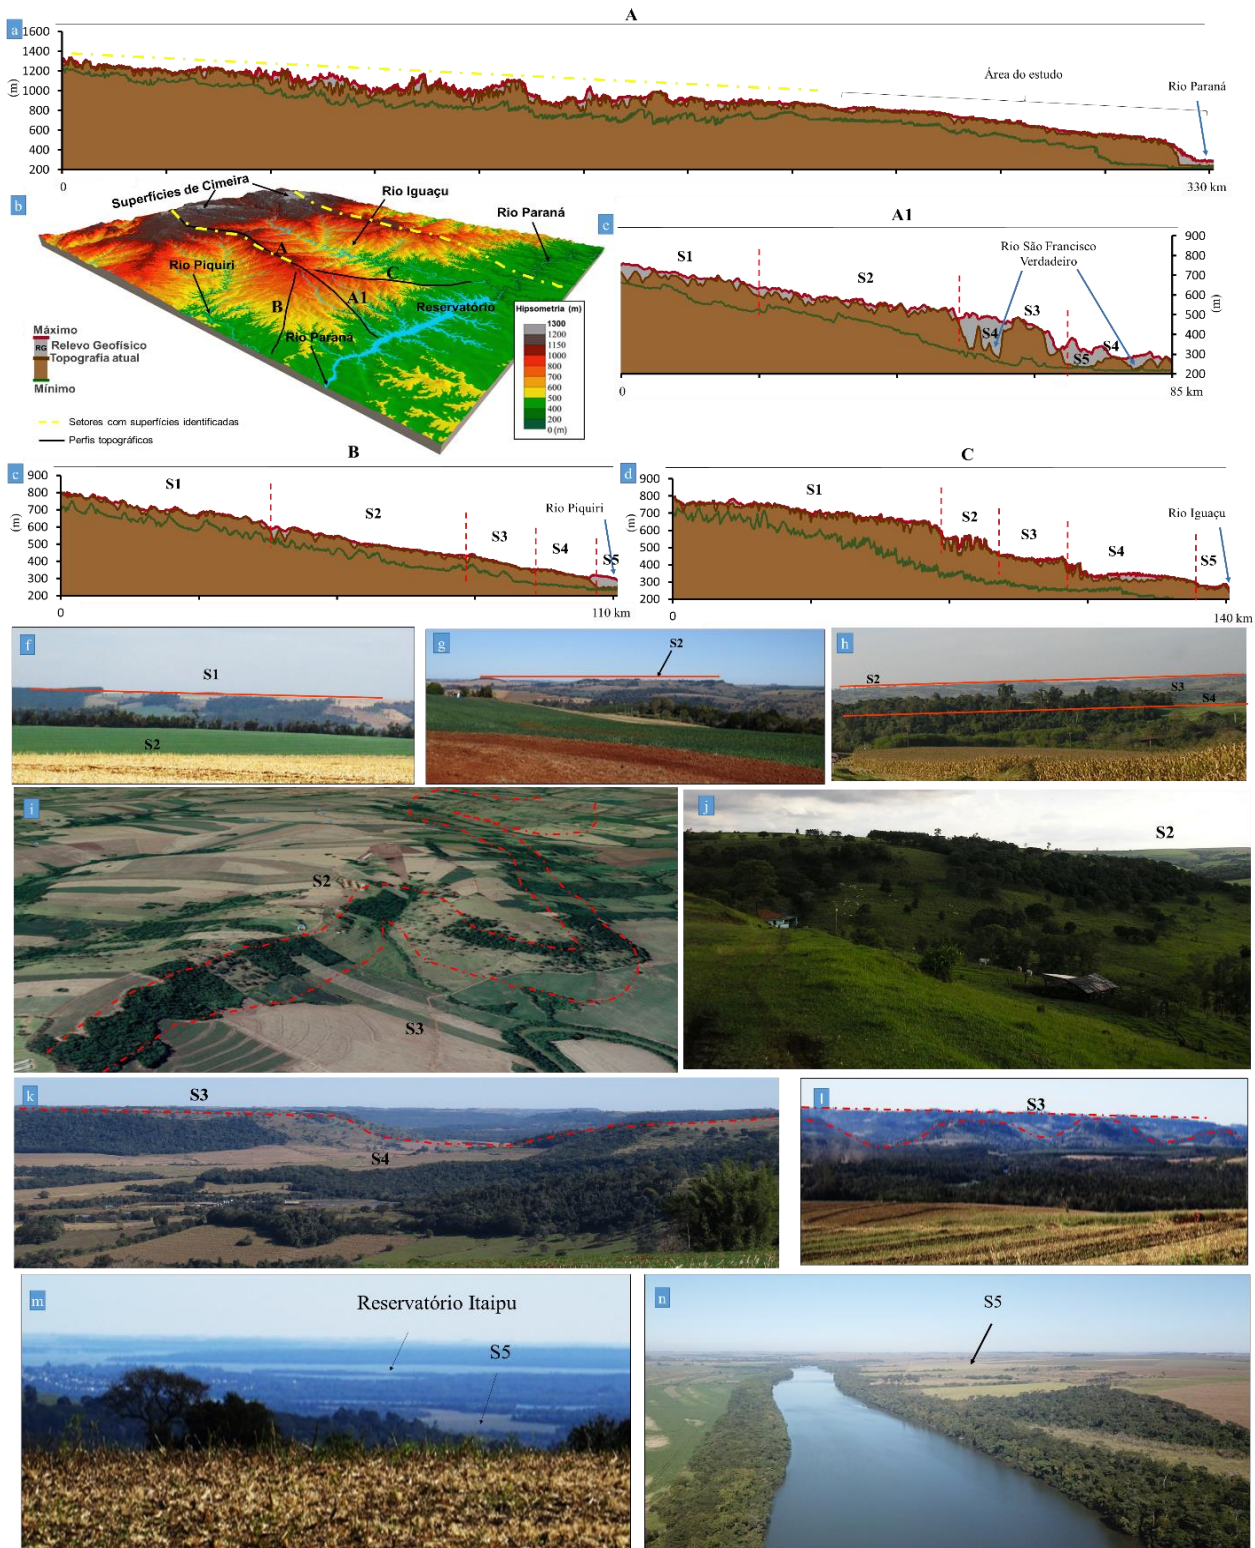 A
a
1600
1400
1200
1000
800
600
400
200
(m)
Área do estudo
Rio Paraná
0
330 km
b
Superfícies de Cimeira
Rio Iguaçu
Rio Paraná
Rio Piquiri
A
C
B
A1
Reservatório
Rio Paraná
Máximo
RG
Relevo Geofísico
Topografia atual
Mínimo
Hipsometria (m)
1300
1200
1150
1000
800
700
600
500
400
200
0 (m)
Setores com superfícies identificadas
Perfis topográficos
e
A1
S1
S2
Rio São Francisco
Verdadeiro
S3
S4
S4
S5
900
800
700
600
500
400
300
200
(m)
0
85 km
c
B
900
800
700
600
500
400
300
200
(m)
S1
S2
S3
S4
S5
Rio Piquiri
0
110 km
d
C
900
800
700
600
500
400
300
200
(m)
S1
S2
S3
S4
S5
Rio Iguaçu
0
140 km
f
S1
S2
g
S2
h
S2
S3
S4
i
S2
S3
j
S2
k
S3
S4
l
S3
m
Reservatório Itaipu
S5
n
S5